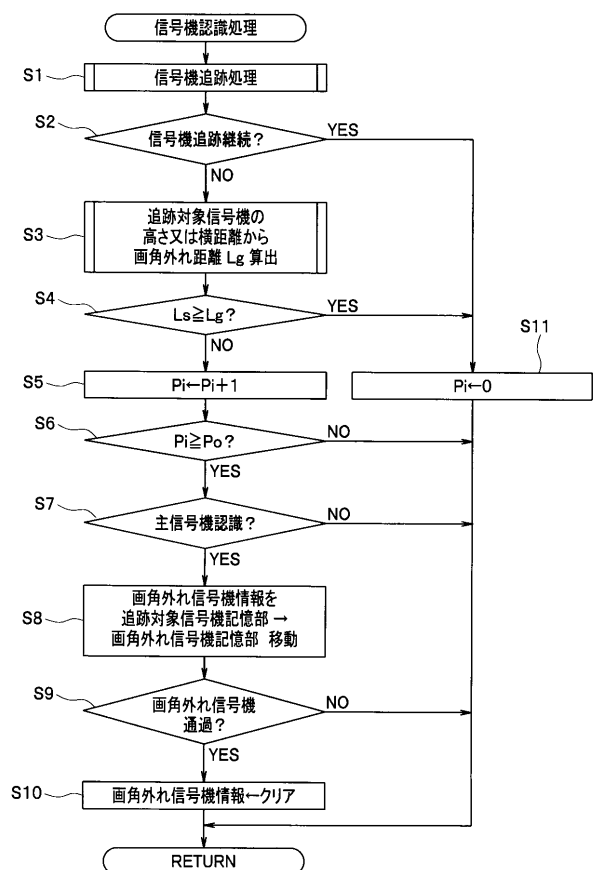 信号機認識処理
S1
信号機追跡処理
S2
信号機追跡継続？
YES
NO
S3
追跡対象信号機の
高さ又は横距離から
画角外れ距離 Lg 算出
S4
Ls≧Lg？
YES
NO
S11
S5
Pi←Pi＋1
Pi←0
S6
Pi≧Po？
NO
YES
S7
主信号機認識？
NO
YES
S8
画角外れ信号機情報を
追跡対象信号機記憶部 →
画角外れ信号機記憶部 移動
S9
画角外れ信号機
通過？
NO
YES
S10
画角外れ信号機情報←クリア
RETURN